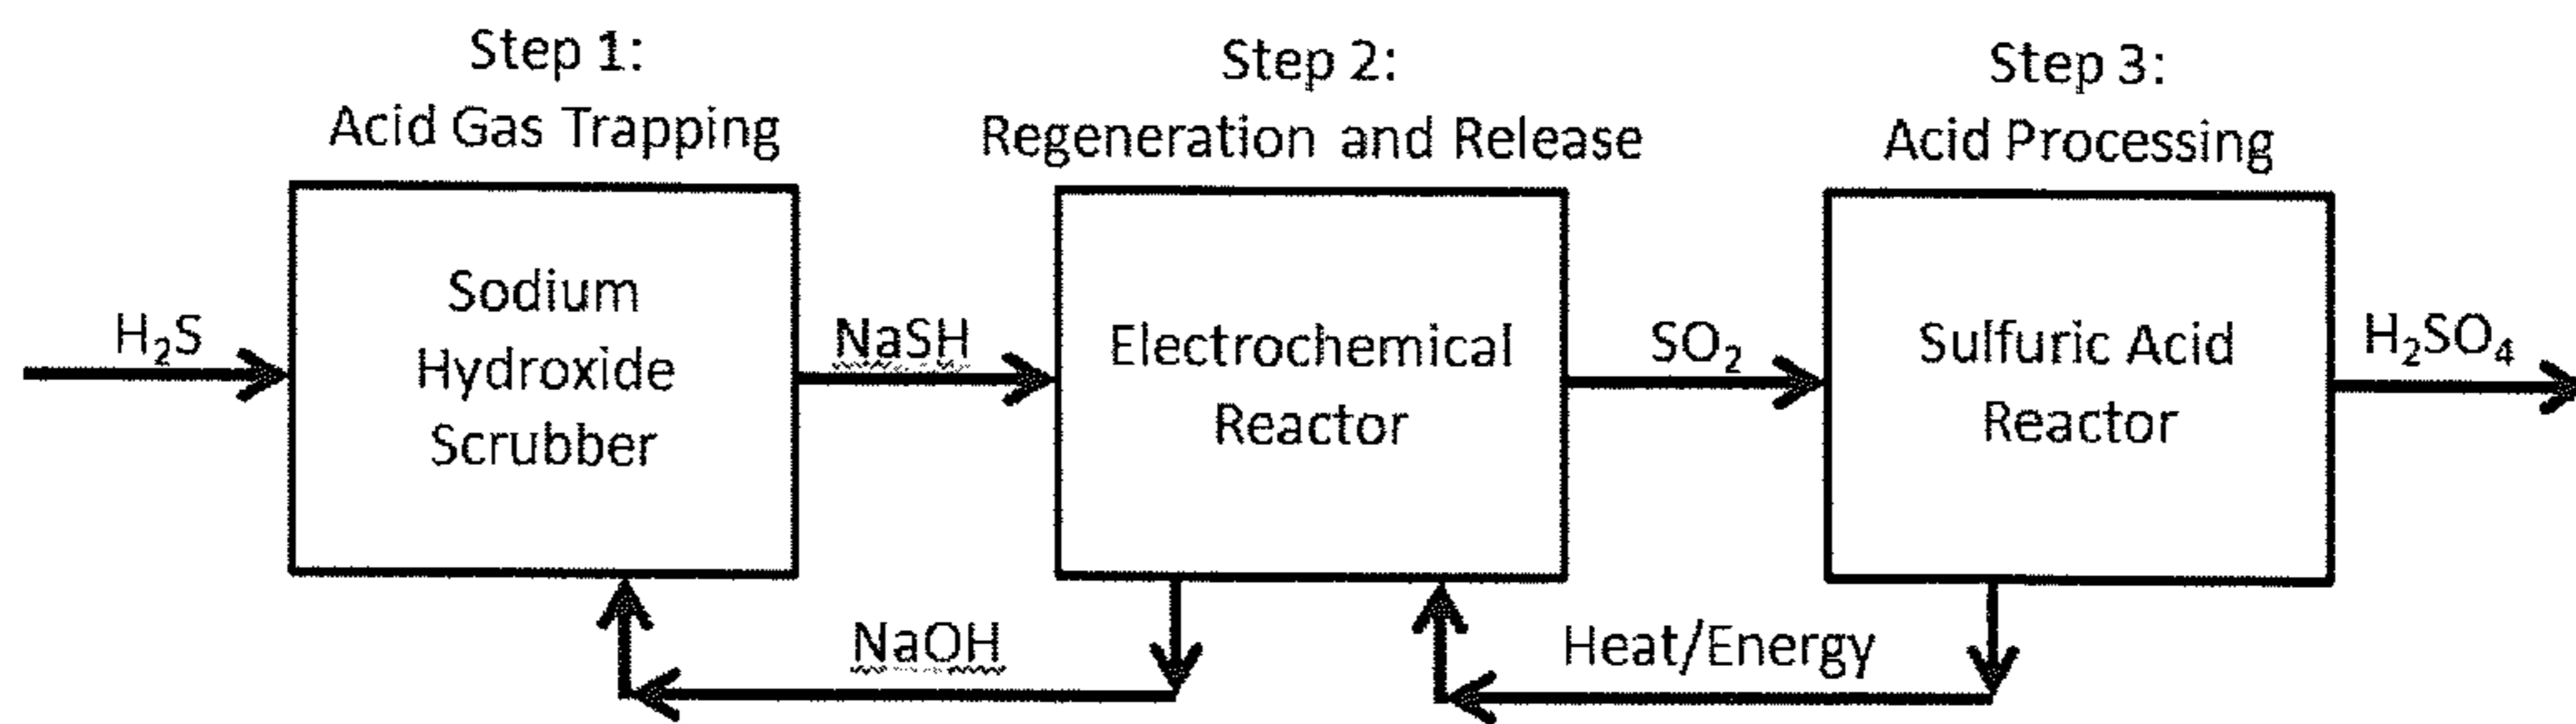 Step 1:
Acid Gas Trapping
Step 2:
Regeneration and Release
Step 3:
Acid Processing
H₂S
Sodium
Hydroxide
Scrubber
NaSH
Electrochemical
Reactor
SO₂
Sulfuric Acid
Reactor
H₂SO₄
NaOH
Heat/Energy